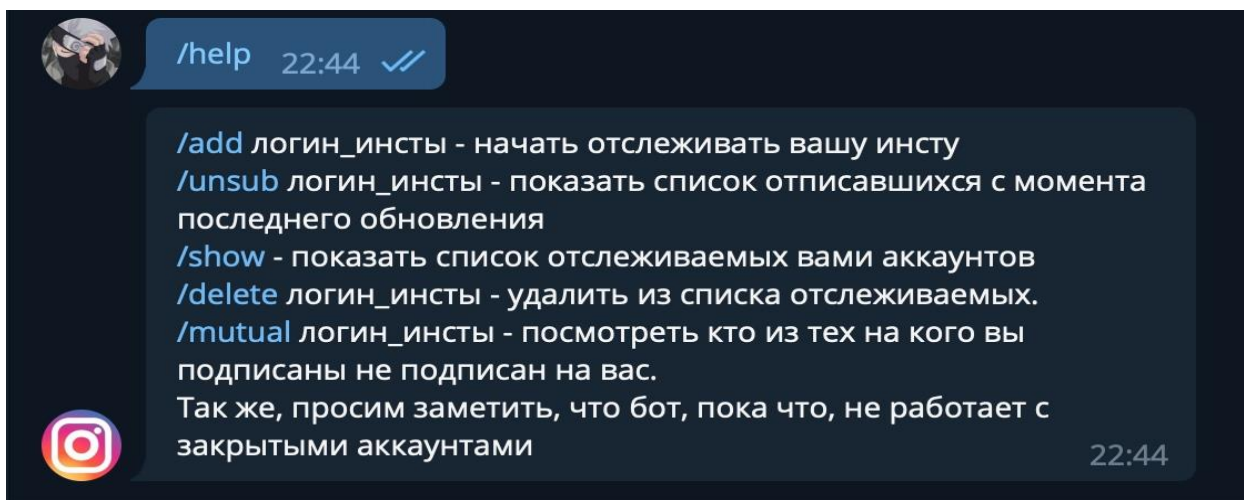 /help 22:44
/add логин_инсты - начать отслеживать вашу инсту
/unsub логин_инсты - показать список отписавшихся с момента
последнего обновления
/show - показать список отслеживаемых вами аккаунтов
/delete логин_инсты - удалить из списка отслеживаемых.
/mutual логин_инсты - посмотреть кто из тех на кого вы
подписаны не подписан на вас.
Так же, просим заметить, что бот, пока что, не работает с
закрытыми аккаунтами
22:44